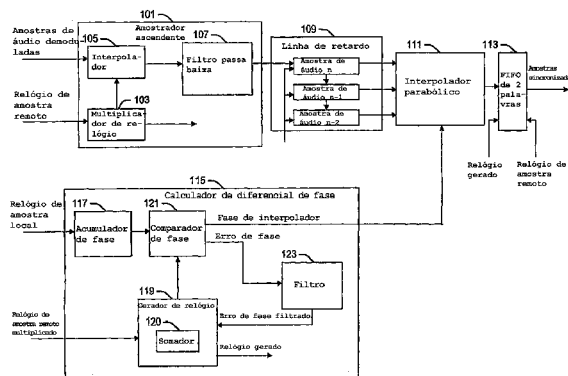 101
Amostras de
áudio demodu
ladas
105
Amostrador
ascendente
Interpola-
dor
107
Filtro passa
baixa
Relógio de
amostra
remoto
103
Multiplica-
dor de re-
lógio
109
Linha de retardo
Amostra de
áudio n
Amostra de
áudio n-1
Amostra de
áudio n-2
111
Interpolador
parabólico
113
FIFO
de 2
pala-
vras
Amostras
sincronizada
Relógio
gerado
Relógio de
amostra
remoto
115
Calculador de diferencial de fase
Relógio de
amostra
local
117
Acumulador
de fase
121
Comparador
de fase
Fase de interpolador
Erro de fase
123
Filtro
119
Gerador de relógio
Erro de fase filtrado
120
Somador
Relógio de
amostra remoto
multiplicado
Relógio gerado